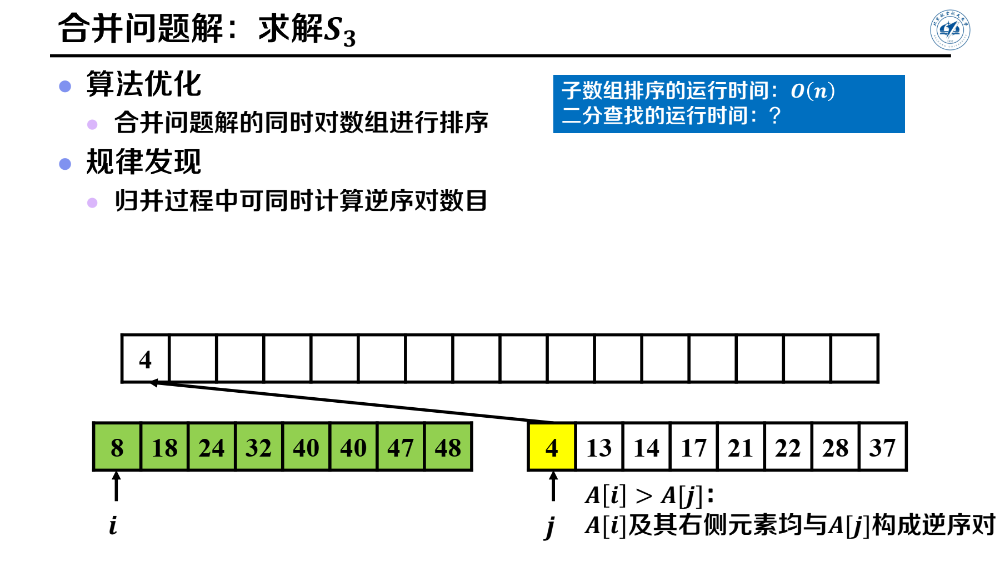 合并问题解：求解S₃
算法优化
合并问题解的同时对数组进行排序
规律发现
归并过程中可同时计算逆序对数目
子数组排序的运行时间：O(n)
二分查找的运行时间：?
4
8 18 24 32 40 40 47 48
4 13 14 17 21 22 28 37
i
j
A[i] > A[j]：
A[i]及其右侧元素均与A[j]构成逆序对